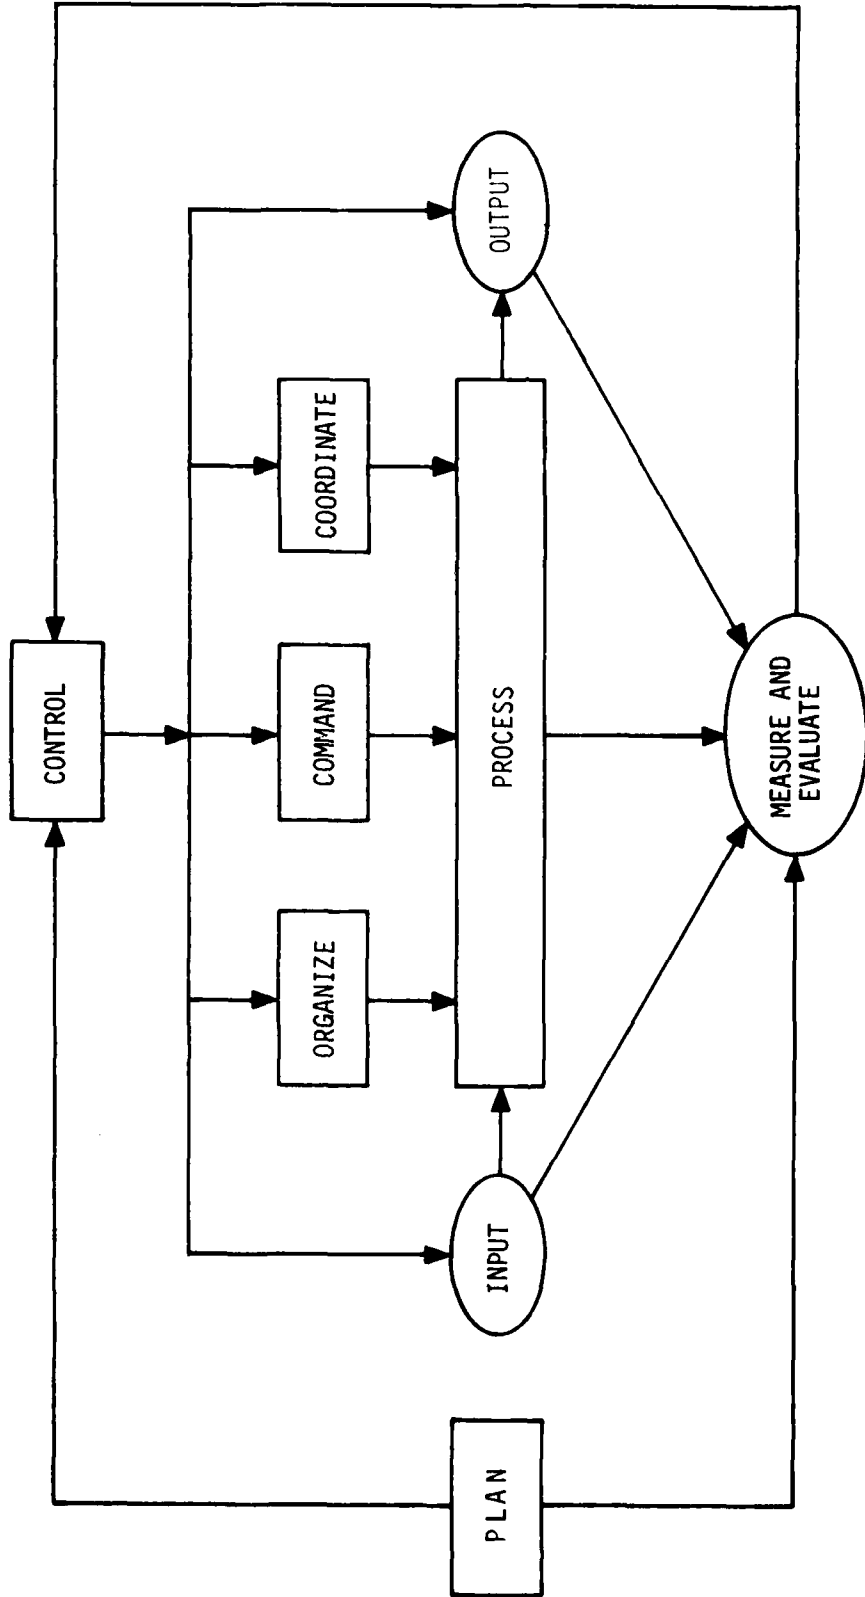 CONTROL
ORGANIZE
COMMAND
COORDINATE
PLAN
INPUT
PROCESS
OUTPUT
MEASURE AND
EVALUATE